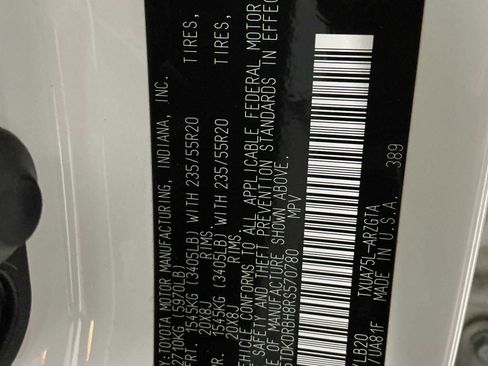 Y:TOYOTA MOTOR MANUFACTURING, INDIANA, INC.
2710KG (5970LB)
FRT. 1545KG (3405LB) WITH 235/55R20 TIRES,
20X8J RIMS
1545KG (3405LB) WITH 235/55R20 TIRES,
20X8J RIMS
VEHICLE CONFORMS TO ALL APPLICABLE FEDERAL MOTOR
SAFETY AND THEFT PREVENTION STANDARDS IN EFFECT
OF MANUFACTURE SHOWN ABOVE.
5TDKDRBH8RS570780 MPV
389
/LB20 TXUA75L-ARZGTA
7UA81F MADE IN U.S.A.